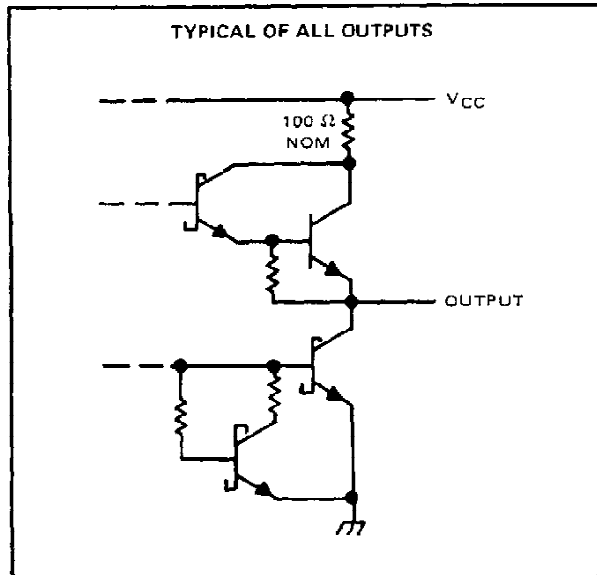 TYPICAL OF ALL OUTPUTS
VCC
100 Ω
NOM
OUTPUT